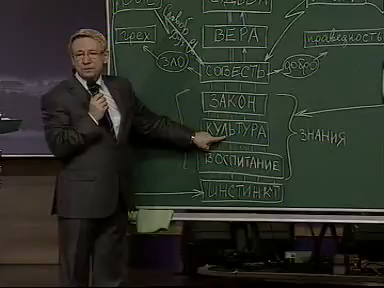 ВЕРА
грех
праведность
ЗЛО
СОВЕСТЬ
ДОБРО
ЗАКОН
КУЛЬТУРА
ЗНАНИЯ
ВОСПИТАНИЕ
ИНСТИНКТ